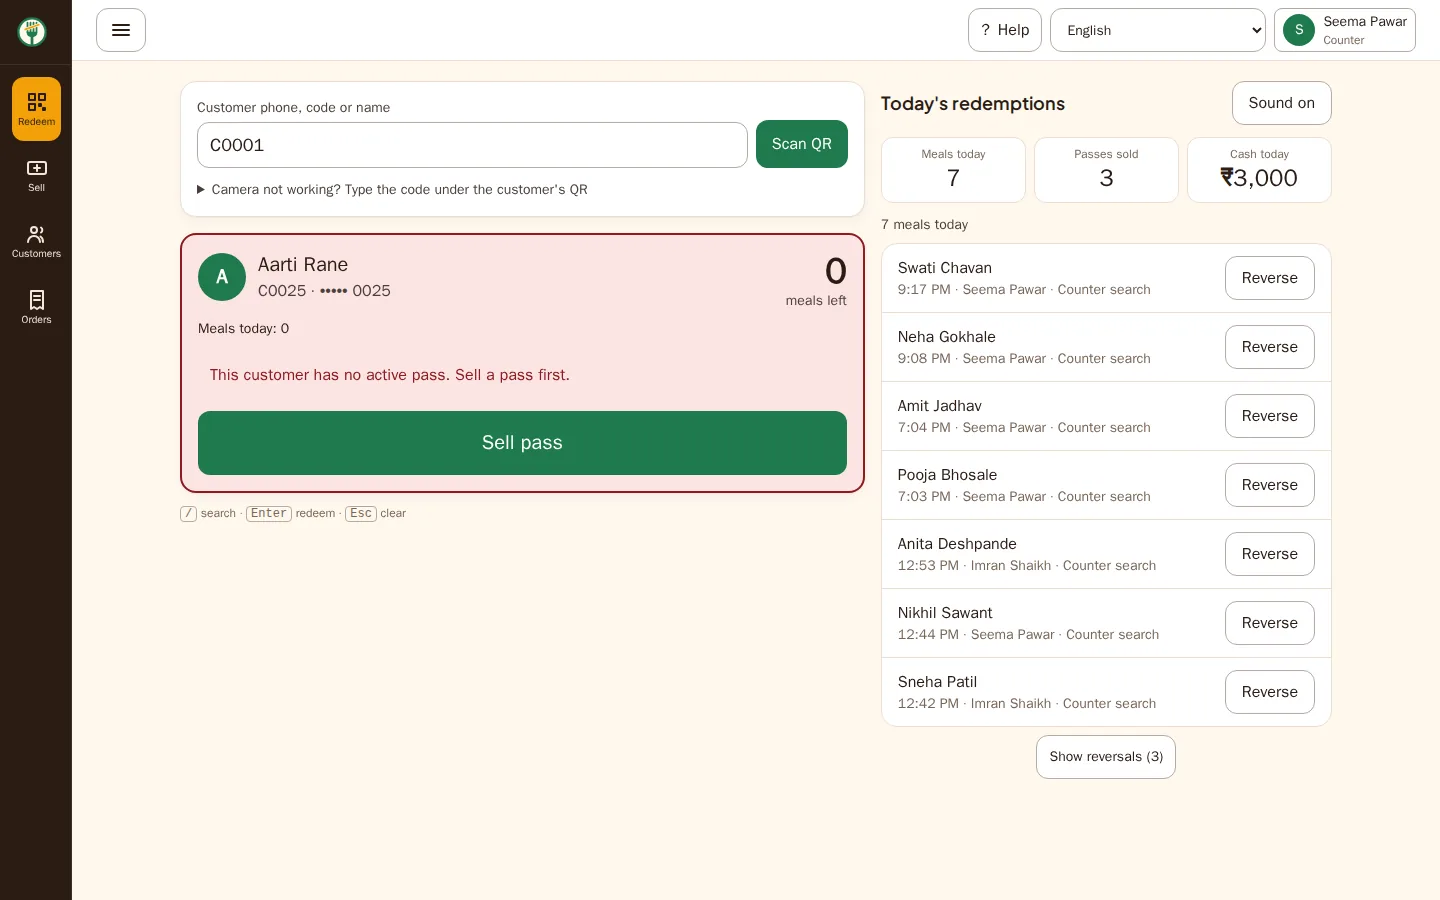 Redeem
Sell
Customers
Orders
? Help
English
S
Seema Pawar
Counter
Customer phone, code or name
C0001
Scan QR
Camera not working? Type the code under the customer's QR
A
Aarti Rane
C0025 · ••••• 0025
0
meals left
Meals today: 0
This customer has no active pass. Sell a pass first.
Sell pass
/ search · Enter redeem · Esc clear
Today's redemptions
Sound on
Meals today
7
Passes sold
3
Cash today
₹3,000
7 meals today
Swati Chavan
9:17 PM · Seema Pawar · Counter search
Reverse
Neha Gokhale
9:08 PM · Seema Pawar · Counter search
Reverse
Amit Jadhav
7:04 PM · Seema Pawar · Counter search
Reverse
Pooja Bhosale
7:03 PM · Seema Pawar · Counter search
Reverse
Anita Deshpande
12:53 PM · Imran Shaikh · Counter search
Reverse
Nikhil Sawant
12:44 PM · Seema Pawar · Counter search
Reverse
Sneha Patil
12:42 PM · Imran Shaikh · Counter search
Reverse
Show reversals (3)